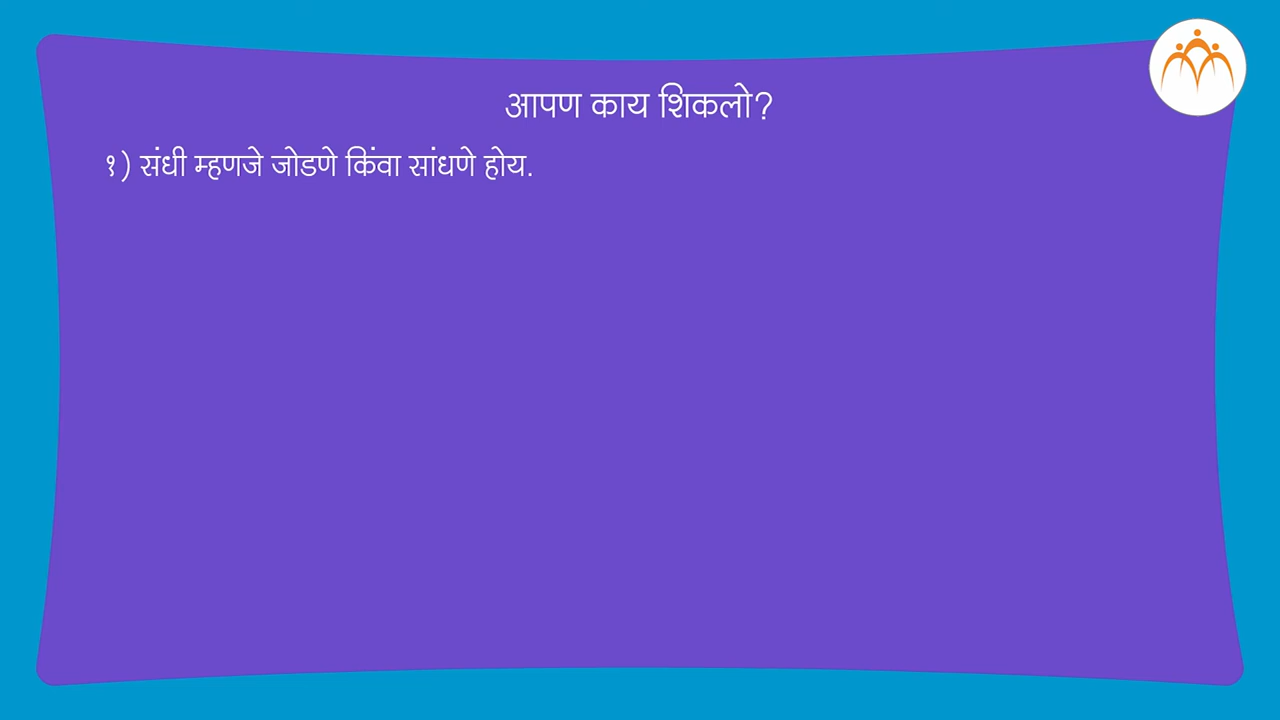 आपण काय शिकलो?
१) संधी म्हणजे जोडणे किंवा सांधणे होय.